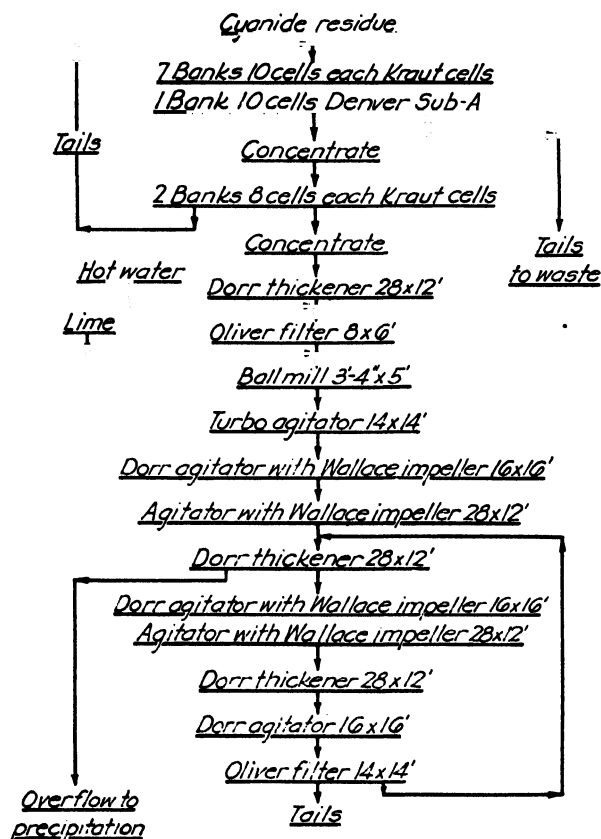 Cyanide residue.
7 Banks 10 cells each Kraut cells
1 Bank 10 cells Denver Sub-A
Tails
Concentrate
2 Banks 8 cells each Kraut cells
Concentrate
Tails
to waste
Hot water
Dorr thickener 28x12'
Lime
Oliver filter 8x6'
Ball mill 3'-4"x5'
Turbo agitator 14x14'
Dorr agitator with Wallace impeller 16x16'
Agitator with Wallace impeller 28x12'
Dorr thickener 28x12'
Dorr agitator with Wallace impeller 16x16'
Agitator with Wallace impeller 28x12'
Dorr thickener 28x12'
Dorr agitator 16x16'
Oliver filter 14x14'
Overflow to
precipitation
Tails